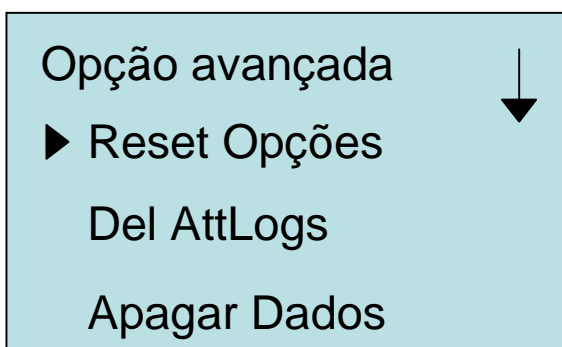 Opção avançada
Reset Opções
Del AttLogs
Apagar Dados